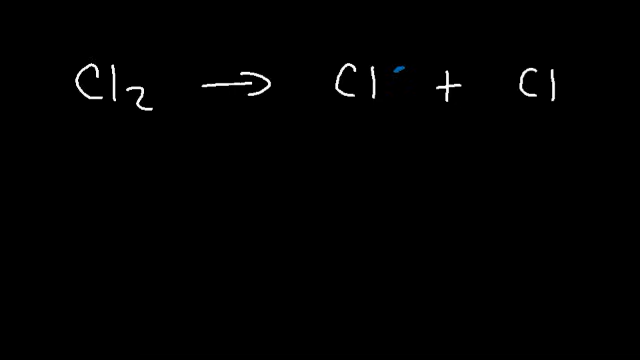 Cl₂ → Cl + Cl